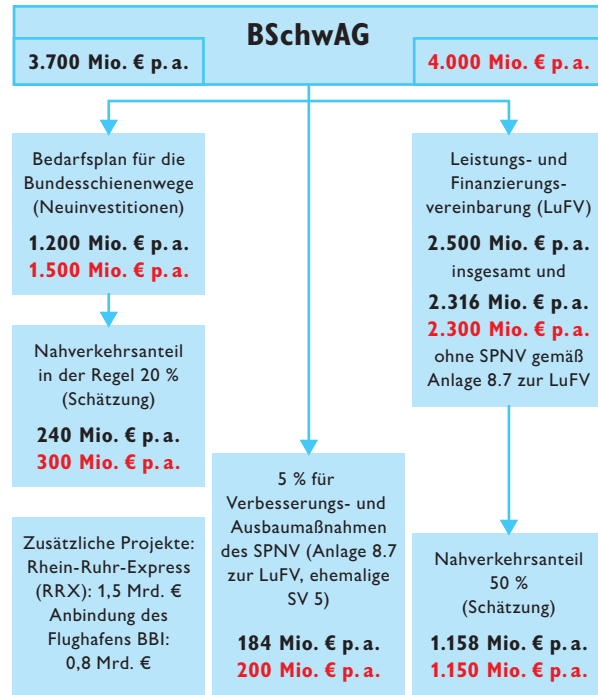 BSchwAG
3.700 Mio. € p. a.
4.000 Mio. € p. a.
Bedarfsplan für die
Bundesschienenwege
(Neuinvestitionen)
1.200 Mio. € p. a.
1.500 Mio. € p. a.
Nahverkehrsanteil
in der Regel 20 %
(Schätzung)
240 Mio. € p. a.
300 Mio. € p. a.
Zusätzliche Projekte:
Rhein-Ruhr-Express
(RRX): 1,5 Mrd. €
Anbindung des
Flughafens BBI:
0,8 Mrd. €
5 % für
Verbesserungs- und
Ausbaumaßnahmen
des SPNV (Anlage 8.7
zur LuFV, ehemalige
SV 5)
184 Mio. € p. a.
200 Mio. € p. a.
Leistungs- und
Finanzierungs-
vereinbarung (LuFV)
2.500 Mio. € p. a.
insgesamt und
2.316 Mio. € p. a.
2.300 Mio. € p. a.
ohne SPNV gemäß
Anlage 8.7 zur LuFV
Nahverkehrsanteil
50 %
(Schätzung)
1.158 Mio. € p. a.
1.150 Mio. € p. a.